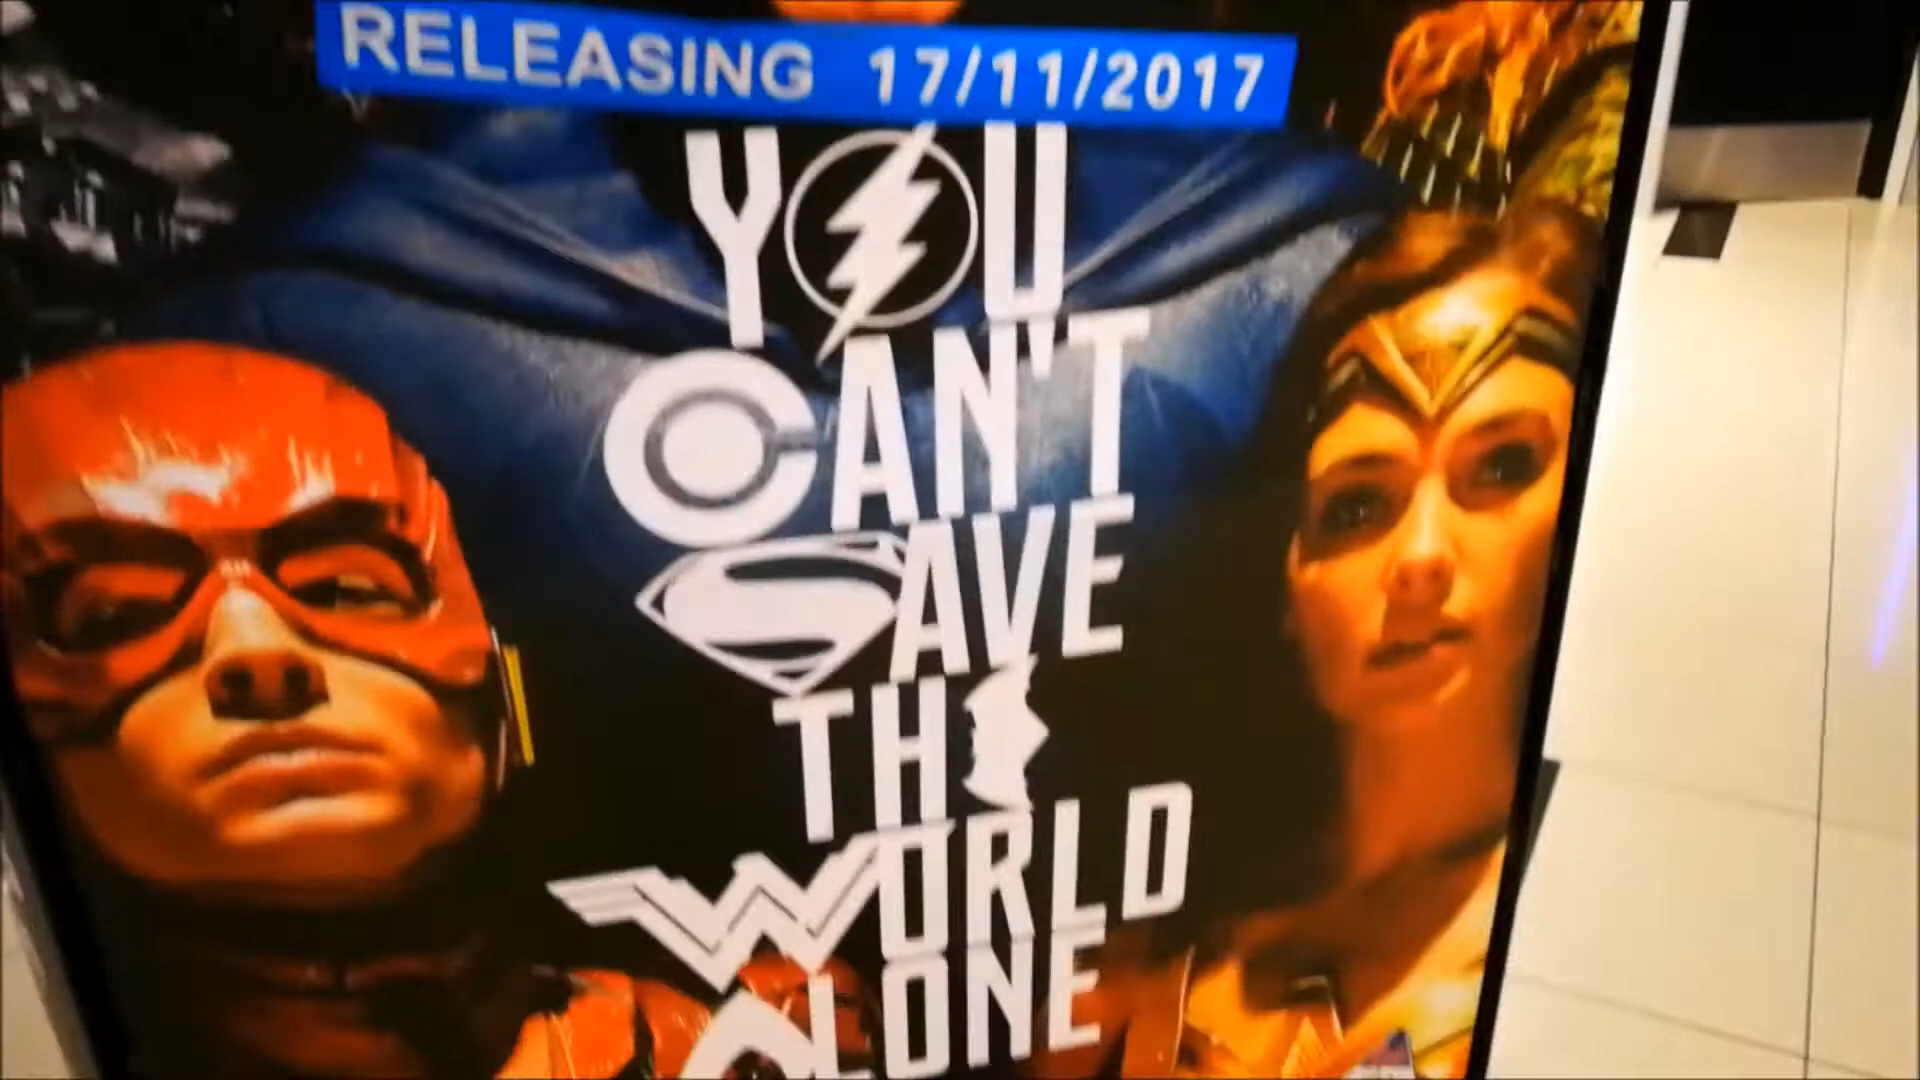 RELEASING 17/11/2017
YOU
CAN'T
SAVE
THE
WORLD
ALONE